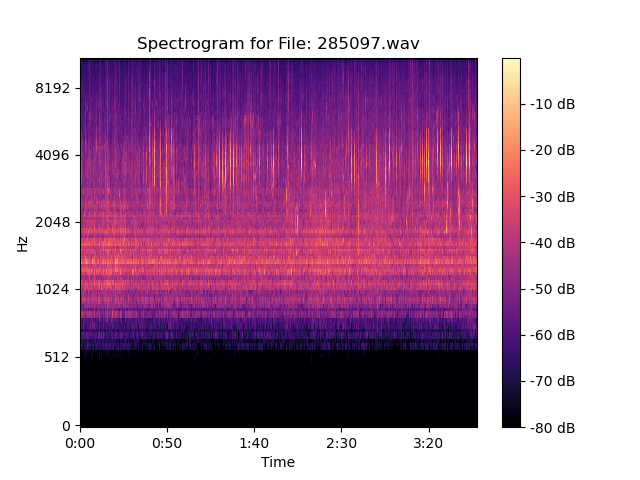 Spectrogram for File: 285097.wav
8192
4096
2048
1024
512
0
Hz
0:00
0:50
1:40
2:30
3:20
Time
-10 dB
-20 dB
-30 dB
-40 dB
-50 dB
-60 dB
-70 dB
-80 dB